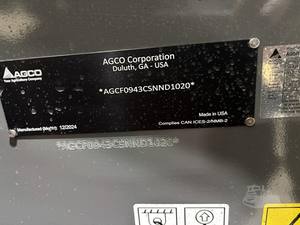 AGCO
Your Agriculture Company
AGCO Corporation
Duluth, GA - USA
*AGCF0943CSNND1020*
Made in USA
Manufactured (Mo/Yr) 12/2024
Complies CAN ICES-2/NMB-2
*AGCF0943CSNND1020*